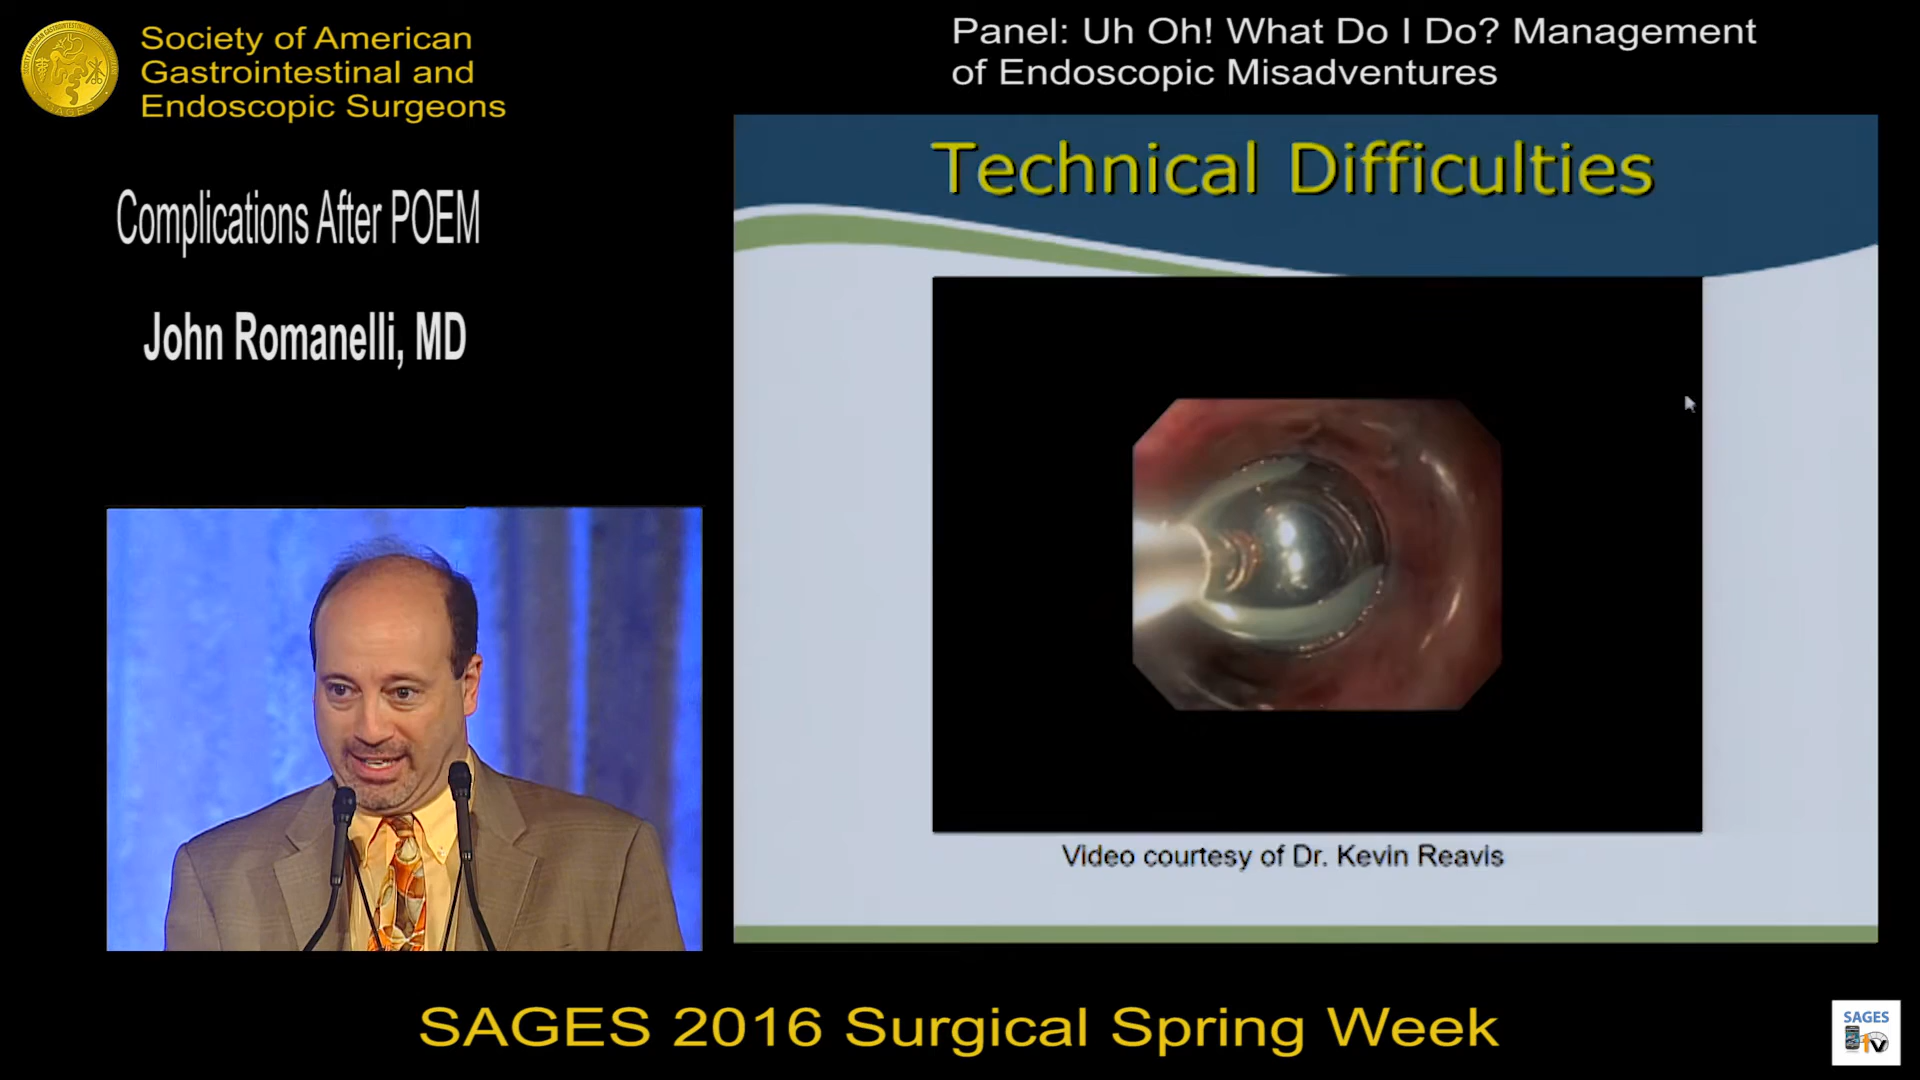 Society of American
Gastrointestinal and
Endoscopic Surgeons
Panel: Uh Oh! What Do I Do? Management
of Endoscopic Misadventures
Complications After POEM
John Romanelli, MD
Technical Difficulties
Video courtesy of Dr. Kevin Reavis
SAGES 2016 Surgical Spring Week
SAGES
TV